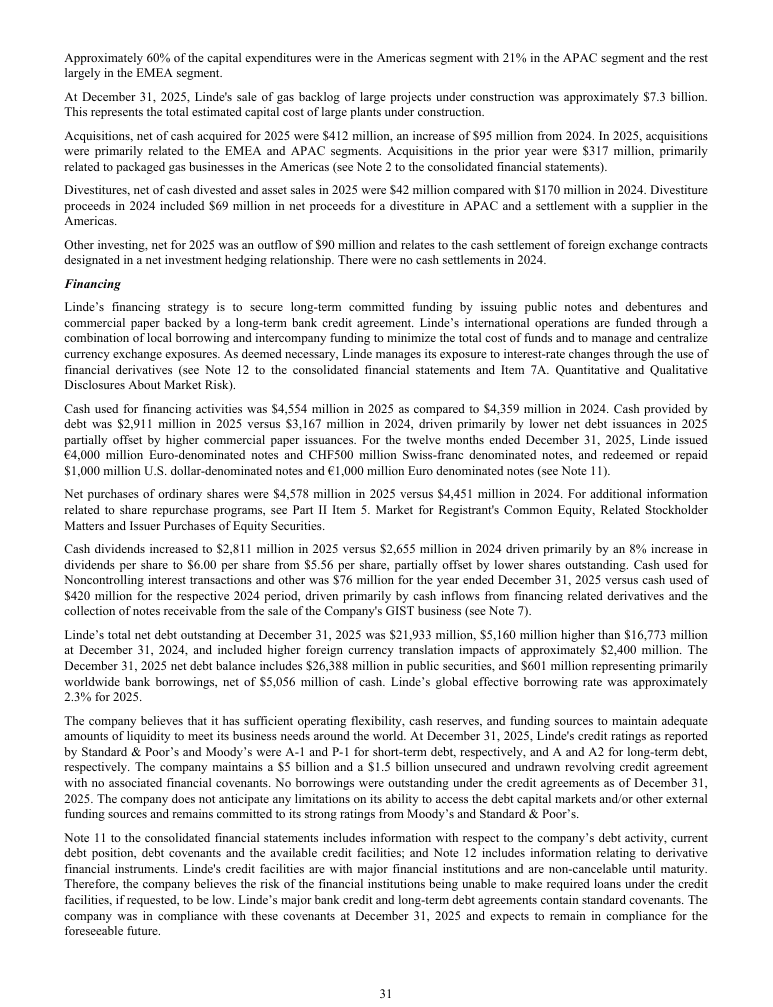 Approximately 60% of the capital expenditures were in the Americas segment with 21% in the APAC segment and the rest
largely in the EMEA segment.
At December 31, 2025, Linde's sale of gas backlog of large projects under construction was approximately $7.3 billion.
This represents the total estimated capital cost of large plants under construction.
Acquisitions, net of cash acquired for 2025 were $412 million, an increase of $95 million from 2024. In 2025, acquisitions
were primarily related to the EMEA and APAC segments. Acquisitions in the prior year were $317 million, primarily
related to packaged gas businesses in the Americas (see Note 2 to the consolidated financial statements).
Divestitures, net of cash divested and asset sales in 2025 were $42 million compared with $170 million in 2024. Divestiture
proceeds in 2024 included $69 million in net proceeds for a divestiture in APAC and a settlement with a supplier in the
Americas.
Other investing, net for 2025 was an outflow of $90 million and relates to the cash settlement of foreign exchange contracts
designated in a net investment hedging relationship. There were no cash settlements in 2024.
Financing
Linde’s financing strategy is to secure long-term committed funding by issuing public notes and debentures and
commercial paper backed by a long-term bank credit agreement. Linde’s international operations are funded through a
combination of local borrowing and intercompany funding to minimize the total cost of funds and to manage and centralize
currency exchange exposures. As deemed necessary, Linde manages its exposure to interest-rate changes through the use of
financial derivatives (see Note 12 to the consolidated financial statements and Item 7A. Quantitative and Qualitative
Disclosures About Market Risk).
Cash used for financing activities was $4,554 million in 2025 as compared to $4,359 million in 2024. Cash provided by
debt was $2,911 million in 2025 versus $3,167 million in 2024, driven primarily by lower net debt issuances in 2025
partially offset by higher commercial paper issuances. For the twelve months ended December 31, 2025, Linde issued
€4,000 million Euro-denominated notes and CHF500 million Swiss-franc denominated notes, and redeemed or repaid
$1,000 million U.S. dollar-denominated notes and €1,000 million Euro denominated notes (see Note 11).
Net purchases of ordinary shares were $4,578 million in 2025 versus $4,451 million in 2024. For additional information
related to share repurchase programs, see Part II Item 5. Market for Registrant's Common Equity, Related Stockholder
Matters and Issuer Purchases of Equity Securities.
Cash dividends increased to $2,811 million in 2025 versus $2,655 million in 2024 driven primarily by an 8% increase in
dividends per share to $6.00 per share from $5.56 per share, partially offset by lower shares outstanding. Cash used for
Noncontrolling interest transactions and other was $76 million for the year ended December 31, 2025 versus cash used of
$420 million for the respective 2024 period, driven primarily by cash inflows from financing related derivatives and the
collection of notes receivable from the sale of the Company's GIST business (see Note 7).
Linde’s total net debt outstanding at December 31, 2025 was $21,933 million, $5,160 million higher than $16,773 million
at December 31, 2024, and included higher foreign currency translation impacts of approximately $2,400 million. The
December 31, 2025 net debt balance includes $26,388 million in public securities, and $601 million representing primarily
worldwide bank borrowings, net of $5,056 million of cash. Linde’s global effective borrowing rate was approximately
2.3% for 2025.
The company believes that it has sufficient operating flexibility, cash reserves, and funding sources to maintain adequate
amounts of liquidity to meet its business needs around the world. At December 31, 2025, Linde's credit ratings as reported
by Standard & Poor’s and Moody’s were A-1 and P-1 for short-term debt, respectively, and A and A2 for long-term debt,
respectively. The company maintains a $5 billion and a $1.5 billion unsecured and undrawn revolving credit agreement
with no associated financial covenants. No borrowings were outstanding under the credit agreements as of December 31,
2025. The company does not anticipate any limitations on its ability to access the debt capital markets and/or other external
funding sources and remains committed to its strong ratings from Moody’s and Standard & Poor’s.
Note 11 to the consolidated financial statements includes information with respect to the company’s debt activity, current
debt position, debt covenants and the available credit facilities; and Note 12 includes information relating to derivative
financial instruments. Linde's credit facilities are with major financial institutions and are non-cancelable until maturity.
Therefore, the company believes the risk of the financial institutions being unable to make required loans under the credit
facilities, if requested, to be low. Linde’s major bank credit and long-term debt agreements contain standard covenants. The
company was in compliance with these covenants at December 31, 2025 and expects to remain in compliance for the
foreseeable future.
31